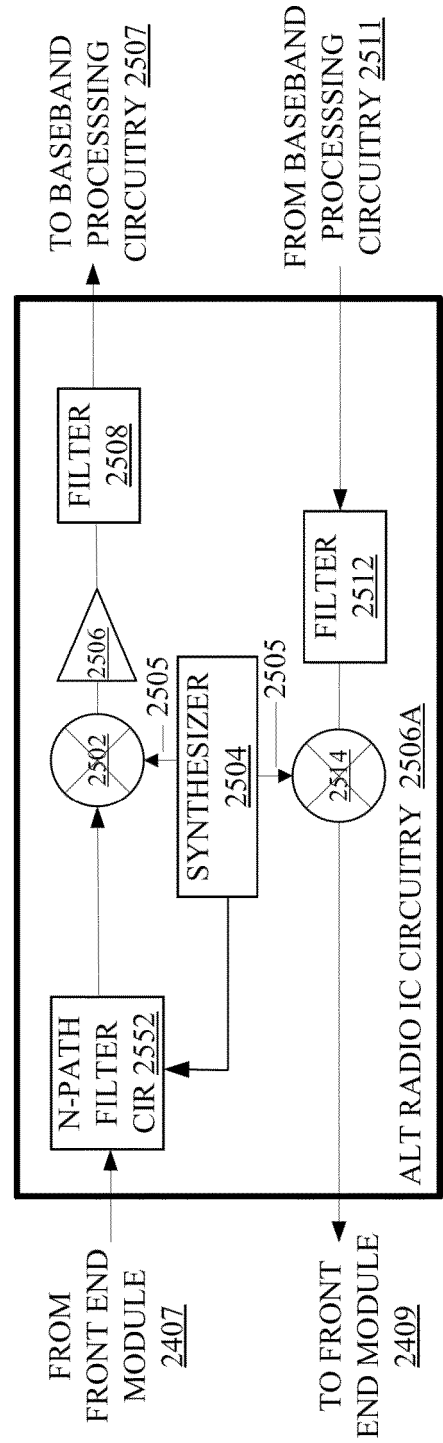 FROM
FRONT END
MODULE
2407
N-PATH
FILTER
CIR 2552
2502
2506
FILTER
2508
TO BASEBAND
PROCESSSING
CIRCUITRY 2507
2505
SYNTHESIZER
2504
2505
TO FRONT
END MODULE
2409
2514
FILTER
2512
FROM BASEBAND
PROCESSSING
CIRCUITRY 2511
ALT RADIO IC CIRCUITRY 2506A